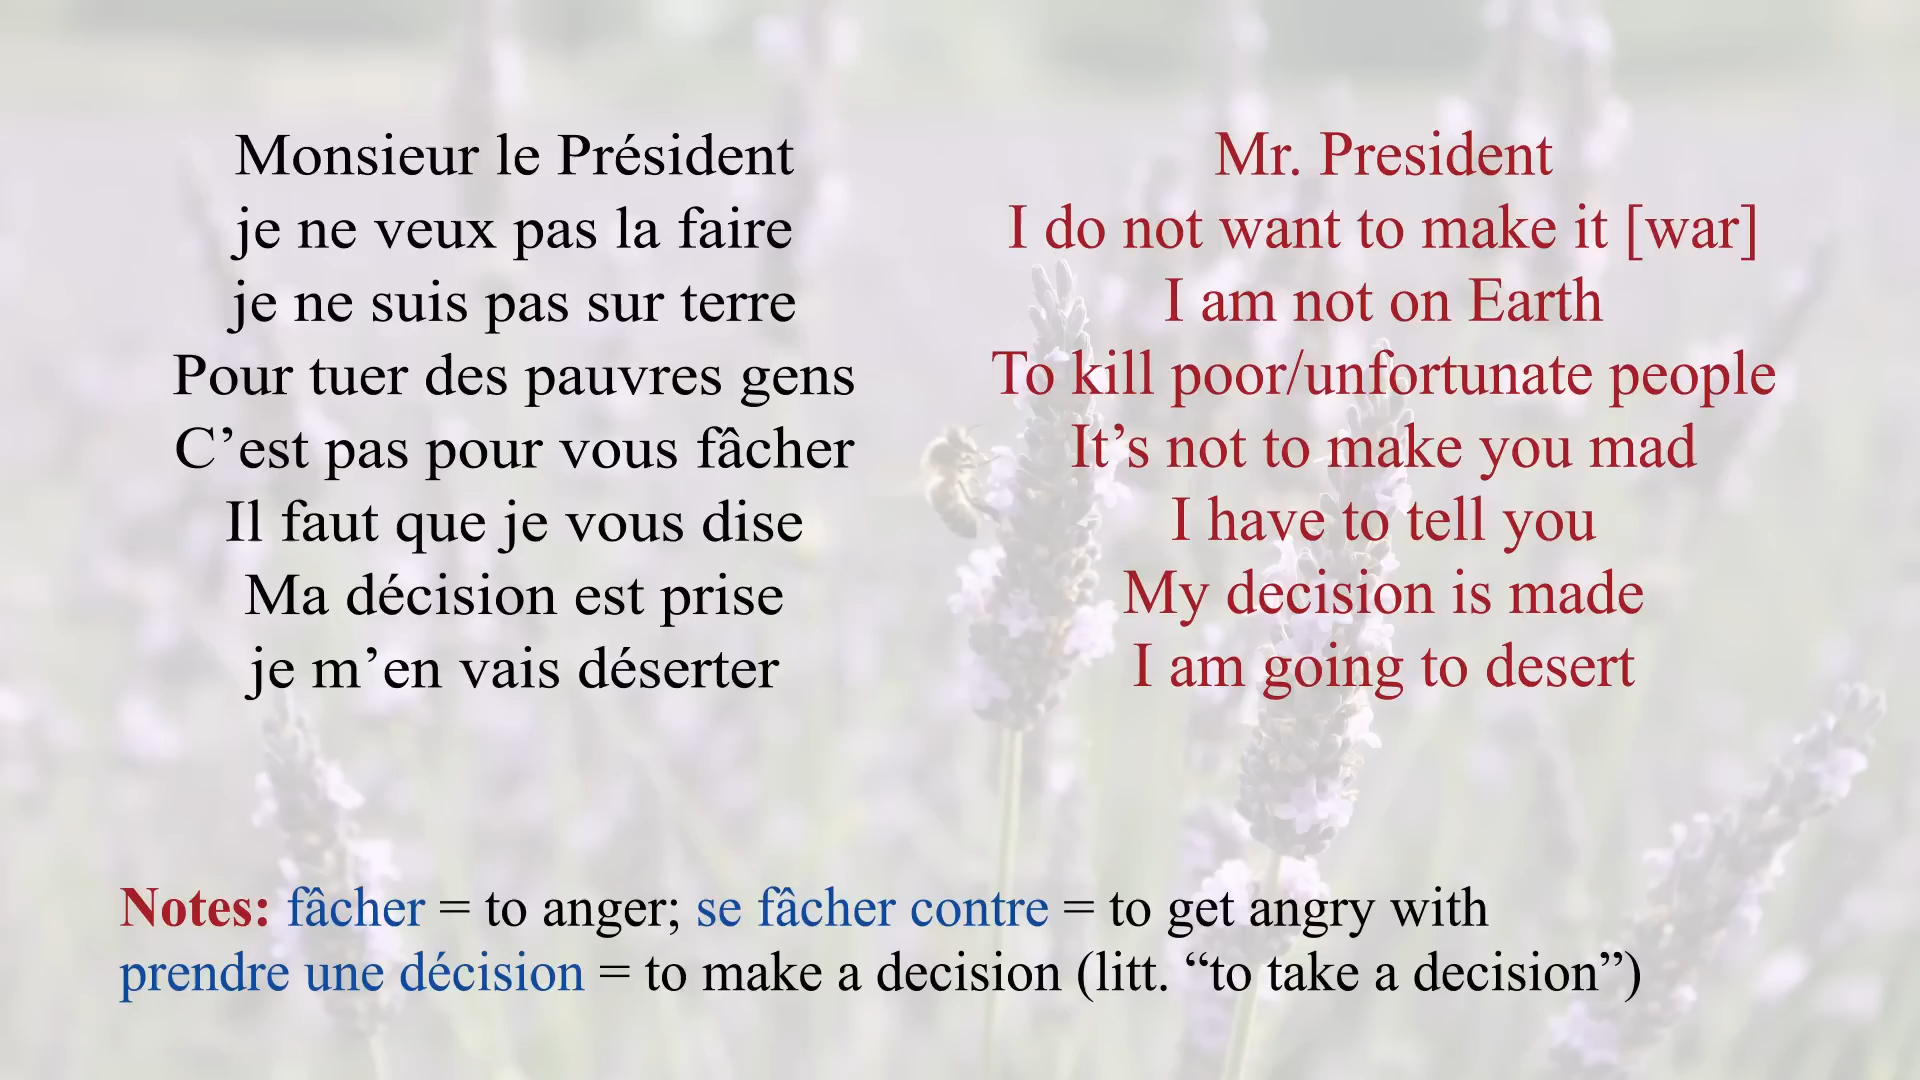 Monsieur le Président
je ne veux pas la faire
je ne suis pas sur terre
Pour tuer des pauvres gens
C’est pas pour vous fâcher
Il faut que je vous dise
Ma décision est prise
je m’en vais déserter
Mr. President
I do not want to make it [war]
I am not on Earth
To kill poor/unfortunate people
It’s not to make you mad
I have to tell you
My decision is made
I am going to desert
Notes: fâcher = to anger; se fâcher contre = to get angry with
prendre une décision = to make a decision (litt. “to take a decision”)